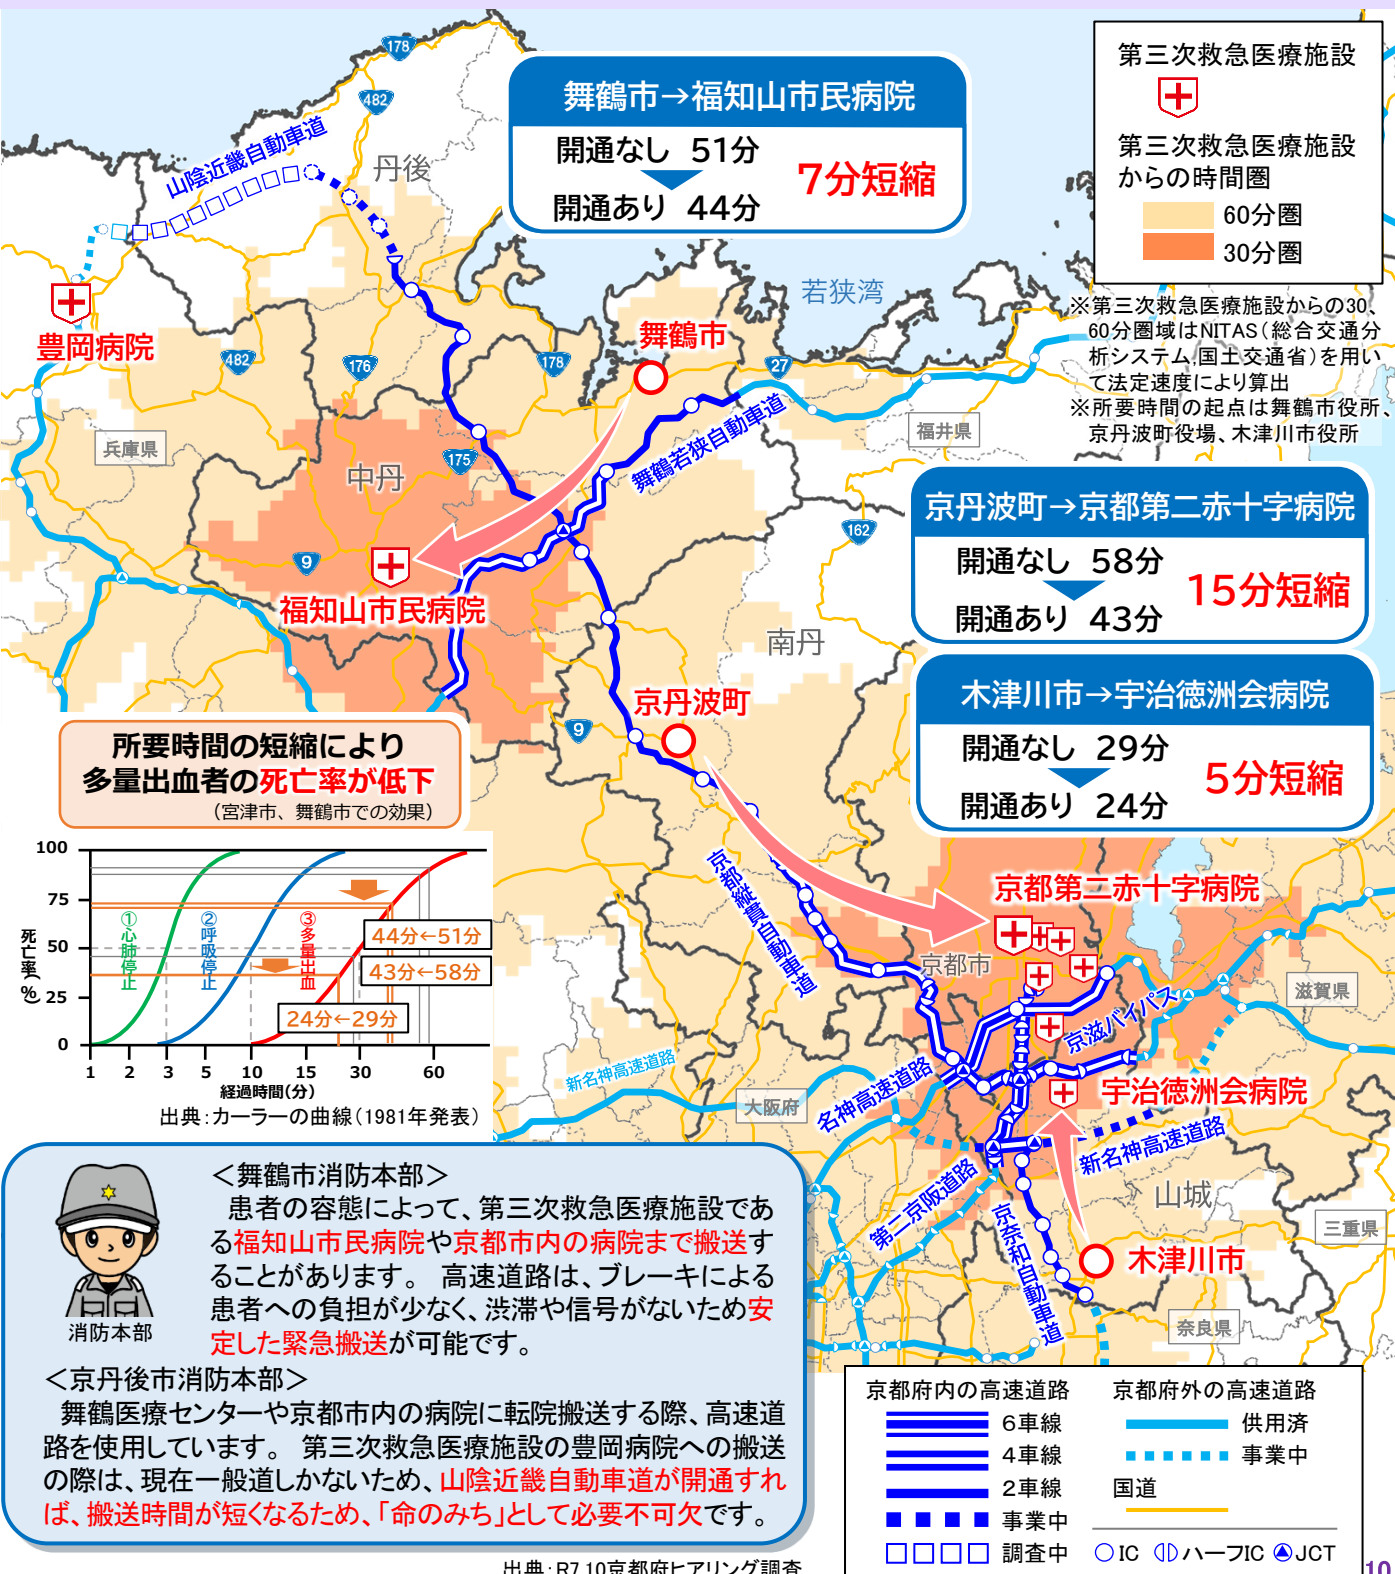 178
482
山陰近畿自動車道
丹後
舞鶴市→福知山市民病院
開通なし 51分
開通あり 44分
7分短縮
第三次救急医療施設
第三次救急医療施設
からの時間圏
60分圏
30分圏
※第三次救急医療施設からの30、
60分圏域はNITAS(総合交通分
析システム,国土交通省)を用い
て法定速度により算出
※所要時間の起点は舞鶴市役所、
京丹波町役場、木津川市役所
若狭湾
豊岡病院
舞鶴市
482
176
178
27
兵庫県
舞鶴若狭自動車道
福井県
中丹
175
162
9
福知山市民病院
京丹波町→京都第二赤十字病院
開通なし 58分
開通あり 43分
15分短縮
南丹
京丹波町
9
木津川市→宇治徳洲会病院
開通なし 29分
開通あり 24分
5分短縮
所要時間の短縮により
多量出血者の死亡率が低下
(宮津市、舞鶴市での効果)
100
75
50
25
0
死亡率(%)
①心肺停止
②呼吸停止
③多量出血
44分←51分
43分←58分
24分←29分
1 2 3 5 10 15 30 60
経過時間(分)
出典:カーラーの曲線(1981年発表)
京都縦貫自動車道
京都第二赤十字病院
京都市
滋賀県
京滋バイパス
新名神高速道路
大阪府
名神高速道路
宇治徳洲会病院
新名神高速道路
第二京阪道路
京奈和自動車道
山城
三重県
木津川市
奈良県
消防本部
<舞鶴市消防本部>
患者の容態によって、第三次救急医療施設であ
る福知山市民病院や京都市内の病院まで搬送す
ることがあります。 高速道路は、ブレーキによる
患者への負担が少なく、渋滞や信号がないため安
定した緊急搬送が可能です。
<京丹後市消防本部>
舞鶴医療センターや京都市内の病院に転院搬送する際、高速道
路を使用しています。 第三次救急医療施設の豊岡病院への搬送
の際は、現在一般道しかないため、山陰近畿自動車道が開通すれ
ば、搬送時間が短くなるため、「命のみち」として必要不可欠です。
出典:R7.10京都府ヒアリング調査
京都府内の高速道路
6車線
4車線
2車線
事業中
調査中
京都府外の高速道路
供用済
事業中
国道
IC ハーフIC JCT
10